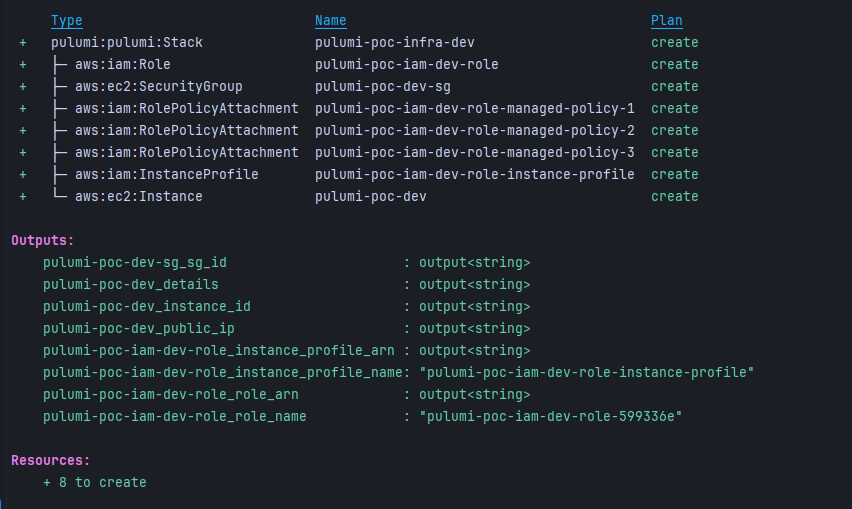 Type Name Plan
+ pulumi:pulumi:Stack pulumi-poc-infra-dev create
+ ├─ aws:iam:Role pulumi-poc-iam-dev-role create
+ ├─ aws:ec2:SecurityGroup pulumi-poc-dev-sg create
+ ├─ aws:iam:RolePolicyAttachment pulumi-poc-iam-dev-role-managed-policy-1 create
+ ├─ aws:iam:RolePolicyAttachment pulumi-poc-iam-dev-role-managed-policy-2 create
+ ├─ aws:iam:RolePolicyAttachment pulumi-poc-iam-dev-role-managed-policy-3 create
+ ├─ aws:iam:InstanceProfile pulumi-poc-iam-dev-role-instance-profile create
+ └─ aws:ec2:Instance pulumi-poc-dev create
Outputs:
pulumi-poc-dev-sg_sg_id : output<string>
pulumi-poc-dev_details : output<string>
pulumi-poc-dev_instance_id : output<string>
pulumi-poc-dev_public_ip : output<string>
pulumi-poc-iam-dev-role_instance_profile_arn : output<string>
pulumi-poc-iam-dev-role_instance_profile_name: "pulumi-poc-iam-dev-role-instance-profile"
pulumi-poc-iam-dev-role_role_arn : output<string>
pulumi-poc-iam-dev-role_role_name : "pulumi-poc-iam-dev-role-599336e"
Resources:
+ 8 to create